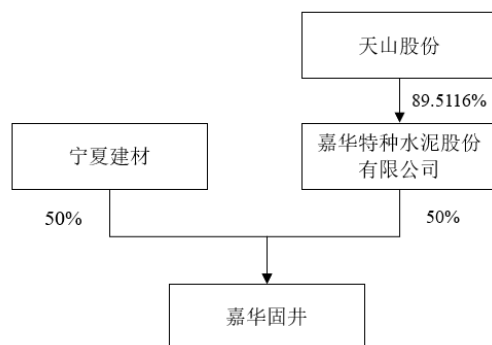 天山股份
89.5116%
宁夏建材
嘉华特种水泥股份
有限公司
50%
50%
嘉华固井